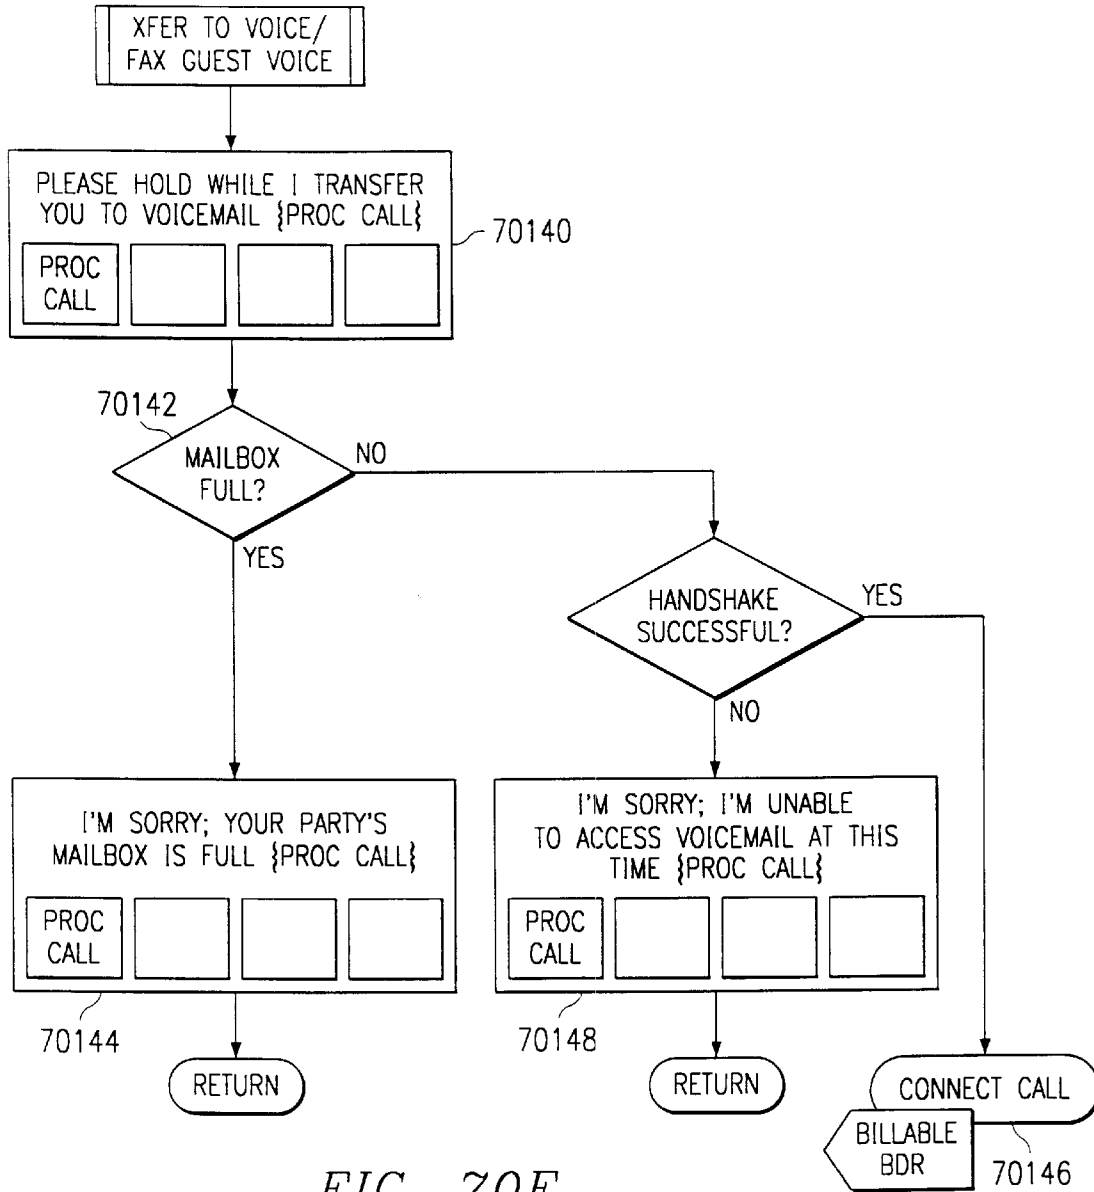 XFER TO VOICE/
FAX GUEST VOICE
PLEASE HOLD WHILE I TRANSFER
YOU TO VOICEMAIL {PROC CALL}
PROC
CALL
70140
70142
MAILBOX
FULL?
NO
YES
HANDSHAKE
SUCCESSFUL?
YES
NO
I'M SORRY; YOUR PARTY'S
MAILBOX IS FULL {PROC CALL}
PROC
CALL
70144
RETURN
I'M SORRY; I'M UNABLE
TO ACCESS VOICEMAIL AT THIS
TIME {PROC CALL}
PROC
CALL
70148
RETURN
CONNECT CALL
BILLABLE
BDR
70146